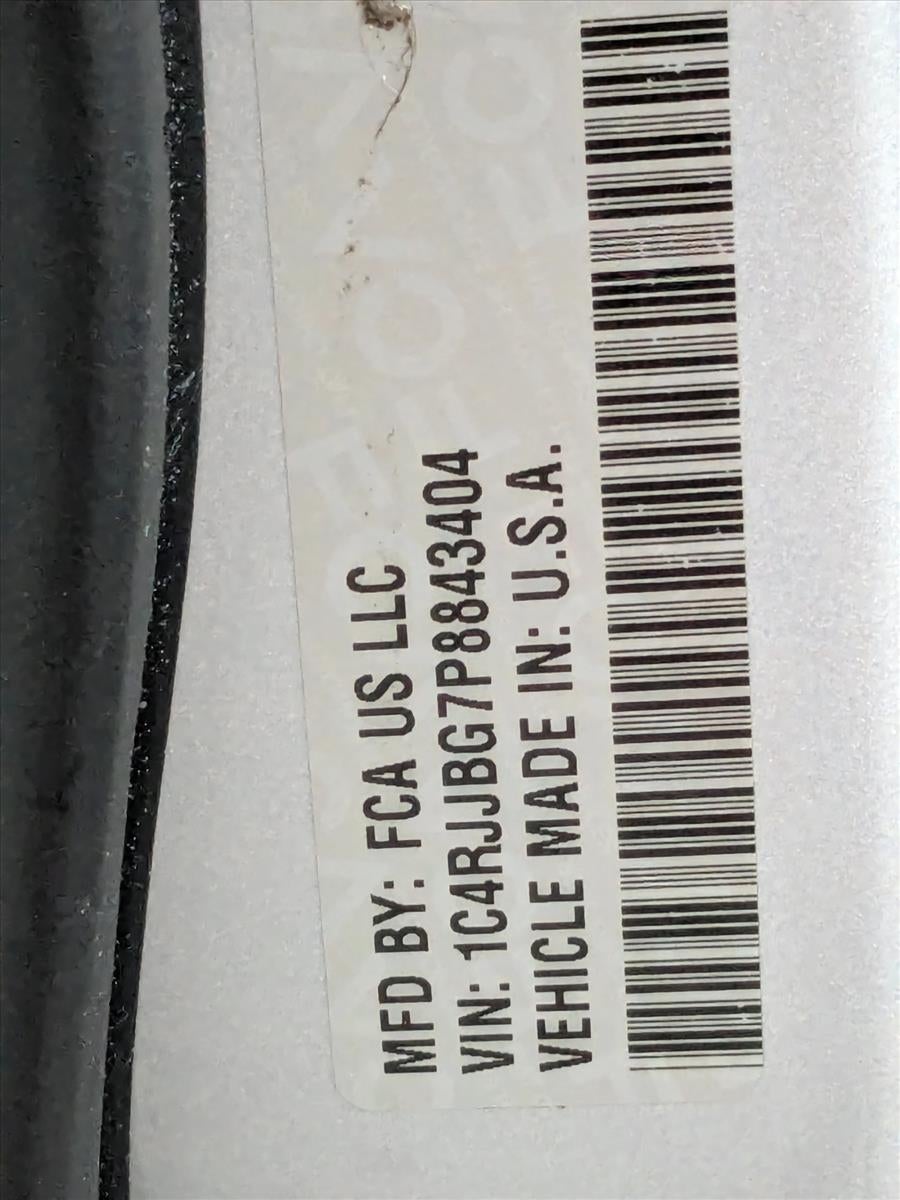 MFD BY: FCA US LLC
VIN: 1C4RJJBG7P8843404
VEHICLE MADE IN: U.S.A.